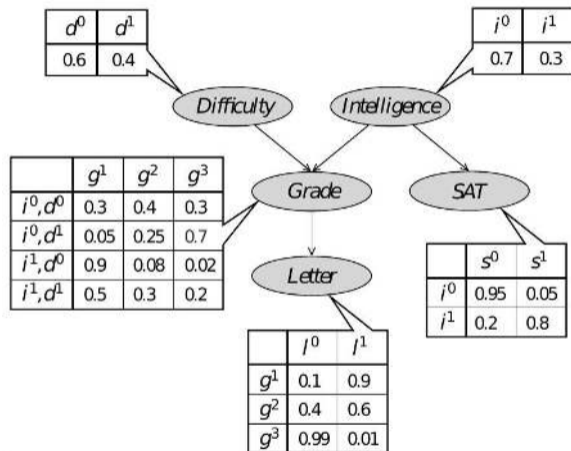 d⁰ d¹
0.6 0.4
i⁰ i¹
0.7 0.3
Difficulty
Intelligence
g¹ g² g³
i⁰,d⁰ 0.3 0.4 0.3
i⁰,d¹ 0.05 0.25 0.7
i¹,d⁰ 0.9 0.08 0.02
i¹,d¹ 0.5 0.3 0.2
Grade
SAT
Letter
s⁰ s¹
i⁰ 0.95 0.05
i¹ 0.2 0.8
l⁰ l¹
g¹ 0.1 0.9
g² 0.4 0.6
g³ 0.99 0.01